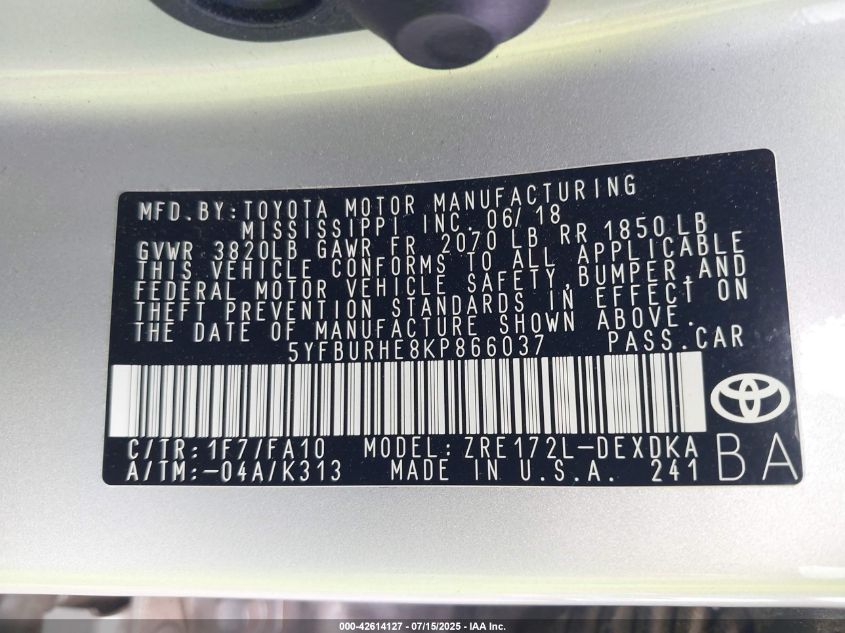 MFD.BY:TOYOTA MOTOR MANUFACTURING
MISSISSIPPI INC. 06/18
GVWR 3820LB GAWR FR 2070 LB RR 1850 LB
THIS VEHICLE CONFORMS TO ALL APPLICABLE
FEDERAL MOTOR VEHICLE SAFETY,BUMPER,AND
THEFT PREVENTION STANDARDS IN EFFECT ON
THE DATE OF MANUFACTURE SHOWN ABOVE.
5YFBURHE8KP866037 PASS.CAR
C/TR:1F7/FA10 MODEL:ZRE172L-DEXDKA
A/TM:-04A/K313 MADE IN U.S.A. 241 BA
000-42614127 - 07/15/2025 - IAA Inc.